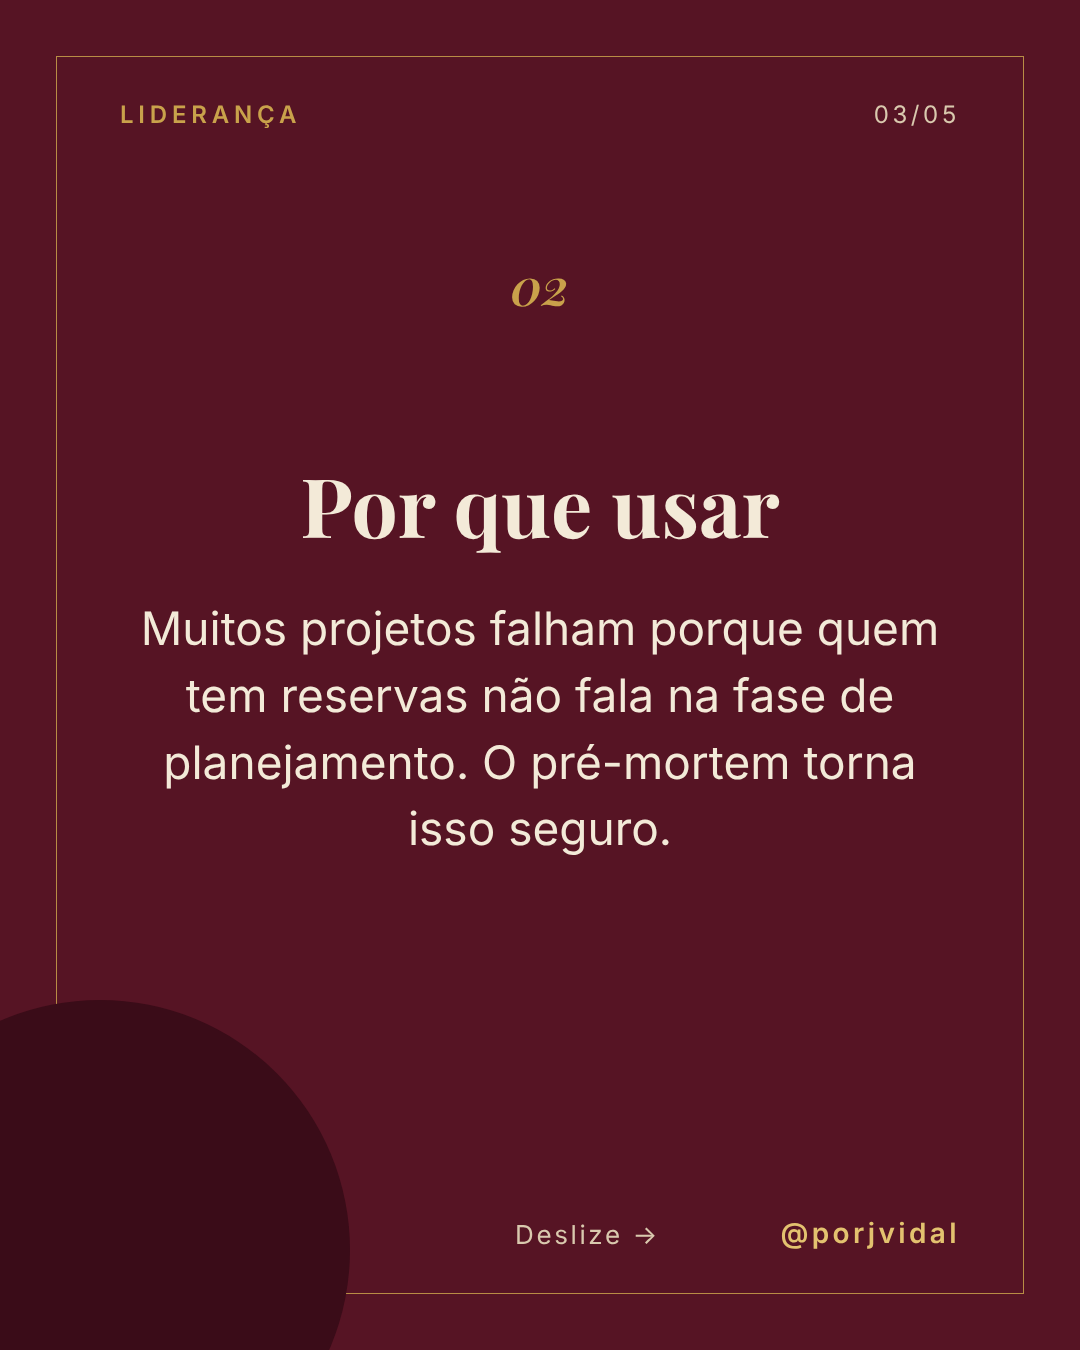 LIDERANÇA
03/05
02
Por que usar
Muitos projetos falham porque quem
tem reservas não fala na fase de
planejamento. O pré-mortem torna
isso seguro.
Deslize →
@porjvidal